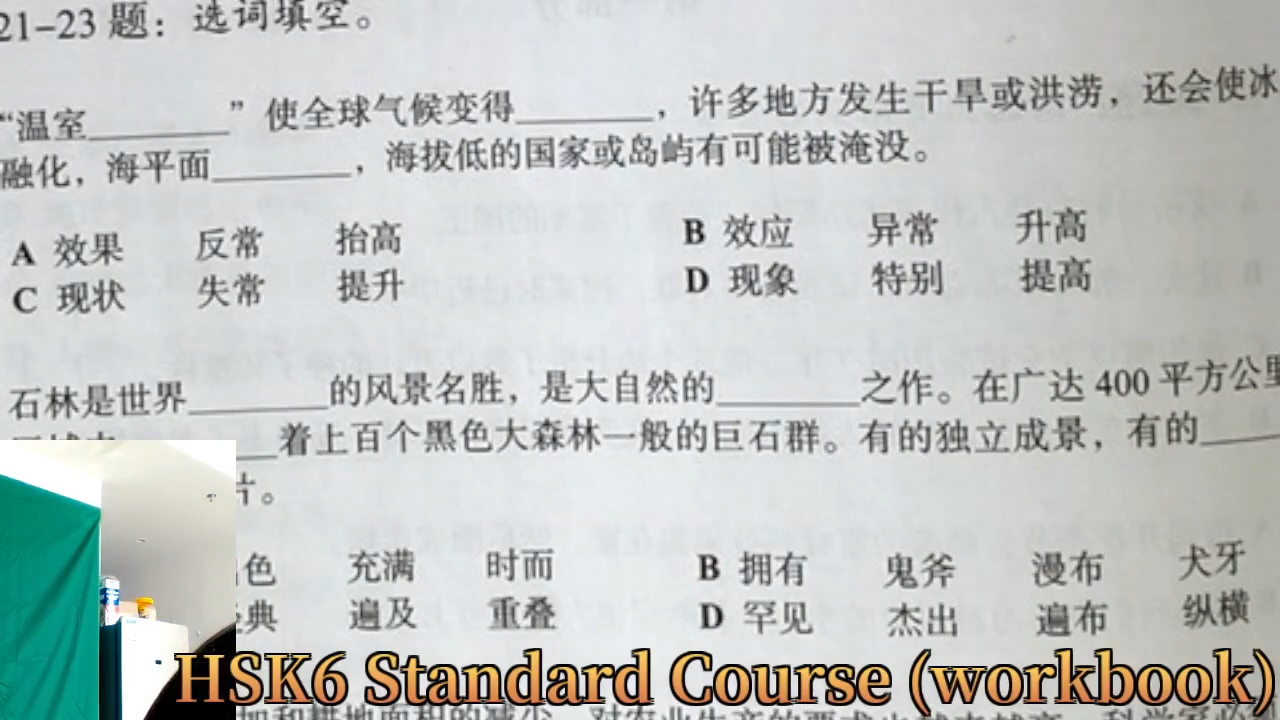 21-23 题：选词填空。
“温室________”使全球气候变得________，许多地方发生干旱或洪涝，还会使冰
融化，海平面________，海拔低的国家或岛屿有可能被淹没。
A 效果 反常 抬高 B 效应 异常 升高
C 现状 失常 提升 D 现象 特别 提高
石林是世界________的风景名胜，是大自然的________之作。在广达 400 平方公里
____着上百个黑色大森林一般的巨石群。有的独立成景，有的____
片。
色 充满 时而 B 拥有 鬼斧 漫布 犬牙
典 遍及 重叠 D 罕见 杰出 遍布 纵横
HSK6 Standard Course (workbook)